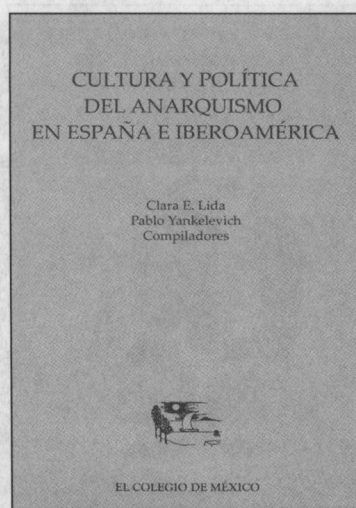 CULTURA Y POLÍTICA
DEL ANARQUISMO
EN ESPAÑA E IBEROAMÉRICA
Clara E. Lida
Pablo Yankelevich
Compiladores
EL COLEGIO DE MÉXICO